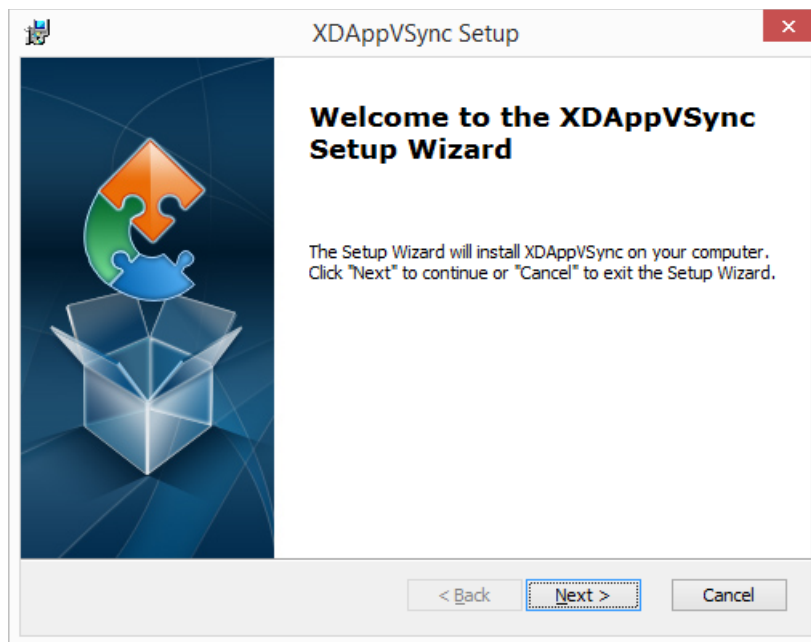 XDAppVSync Setup
Welcome to the XDAppVSync
Setup Wizard
The Setup Wizard will install XDAppVSync on your computer.
Click "Next" to continue or "Cancel" to exit the Setup Wizard.
< Back
Next >
Cancel